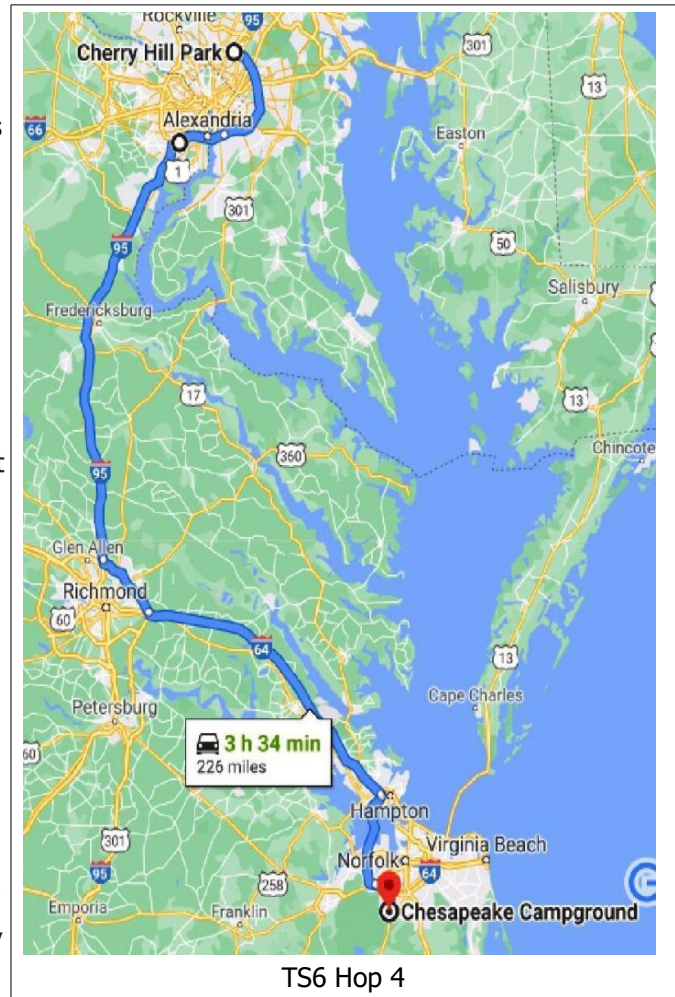 Rockville
95
301
Cherry Hill Park
13
s
66
Alexandria
Easton
1
301
50
95
Salisbury
Fredericksburg
17
13
360
Chincote
t
95
Glen Allen
Richmond
60
64
13
Cape Charles
Petersburg
3 h 34 min
226 miles
60
Hampton
301
Virginia Beach
Norfolk
95
258
64
Emporia
Franklin
Chesapeake Campground
y
TS6 Hop 4